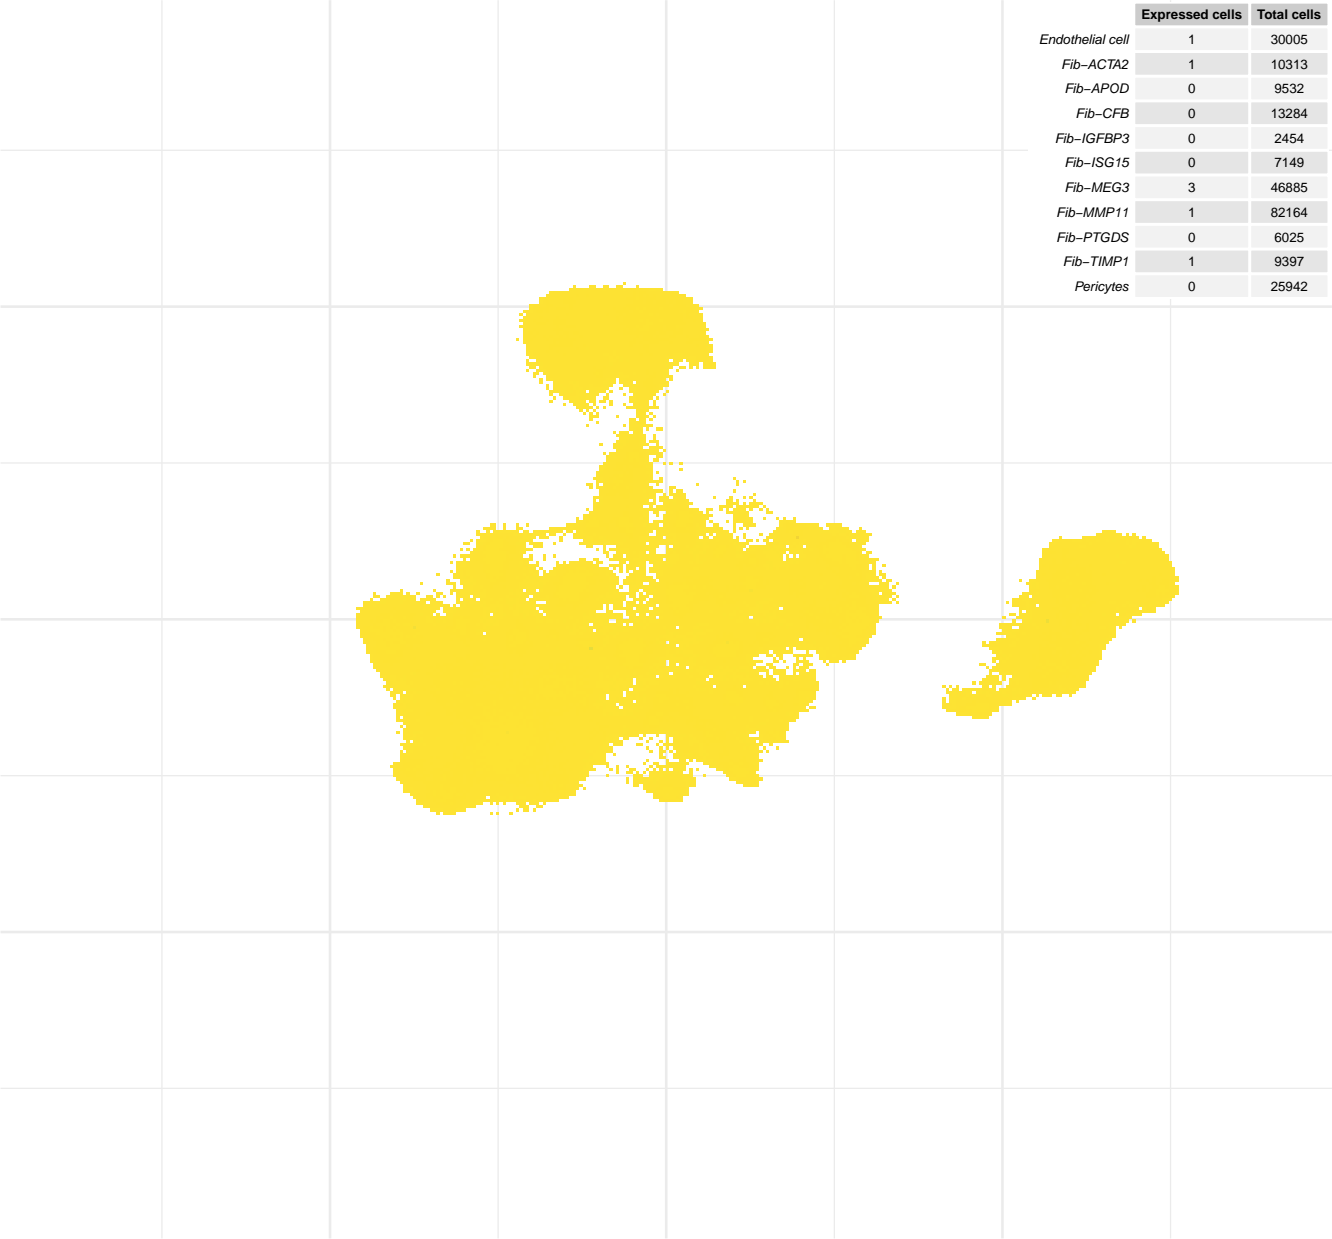 Expressed cells Total cells
Endothelial cell 1 30005
Fib−ACTA2 1 10313
Fib−APOD 0 9532
Fib−CFB 0 13284
Fib−IGFBP3 0 2454
Fib−ISG15 0 7149
Fib−MEG3 3 46885
Fib−MMP11 1 82164
Fib−PTGDS 0 6025
Fib−TIMP1 1 9397
Pericytes 0 25942